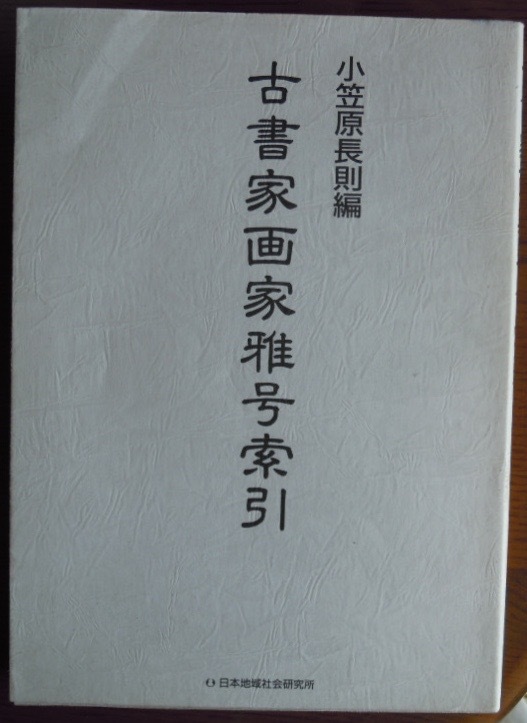 小笠原長則編
古書家画家雅号索引
日本地域社会研究所